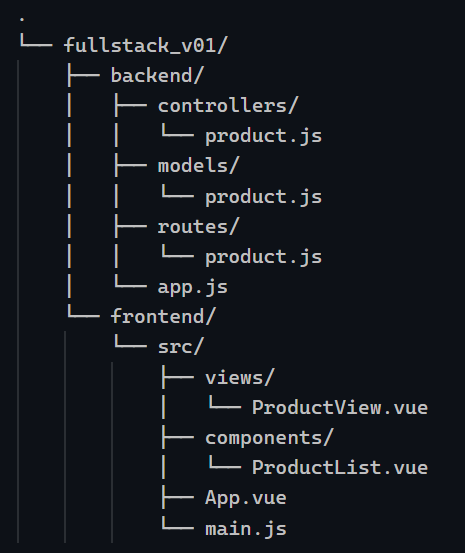 .
└── fullstack_v01/
    ├── backend/
    │   ├── controllers/
    │   │   └── product.js
    │   ├── models/
    │   │   └── product.js
    │   ├── routes/
    │   │   └── product.js
    │   └── app.js
    └── frontend/
        └── src/
            ├── views/
            │   └── ProductView.vue
            ├── components/
            │   └── ProductList.vue
            ├── App.vue
            └── main.js